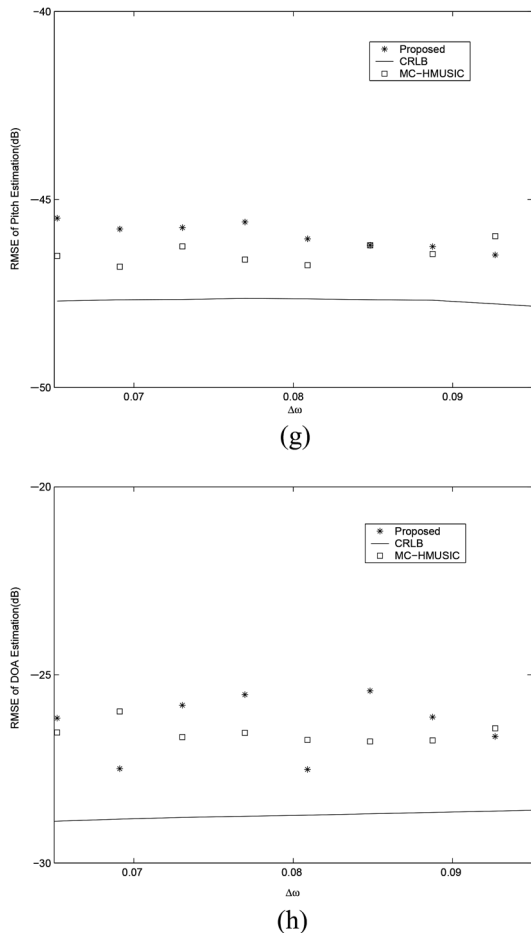 −40
Proposed
CRLB
MC−HMUSIC
−45
RMSE of Pitch Estimation(dB)
−50
0.07 0.08 0.09
Δω
(g)
−20
Proposed
CRLB
MC−HMUSIC
−25
RMSE of DOA Estimation(dB)
−30
0.07 0.08 0.09
Δω
(h)